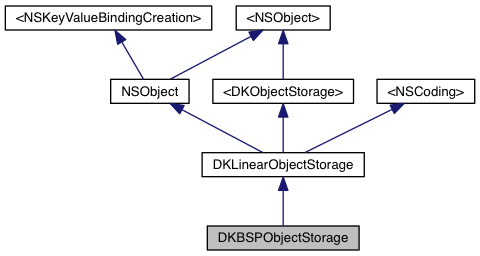 <NSKeyValueBindingCreation>
<NSObject>
NSObject
<DKObjectStorage>
<NSCoding>
DKLinearObjectStorage
DKBSPObjectStorage